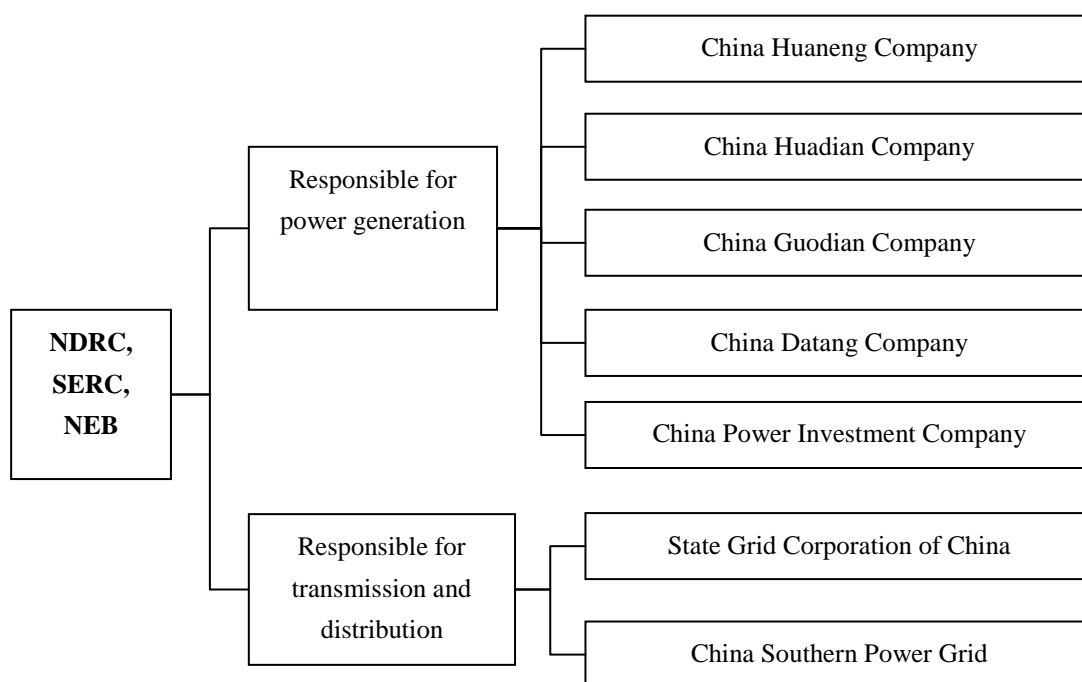 NDRC,
SERC,
NEB
Responsible for
power generation
China Huaneng Company
China Huadian Company
China Guodian Company
China Datang Company
China Power Investment Company
Responsible for
transmission and
distribution
State Grid Corporation of China
China Southern Power Grid